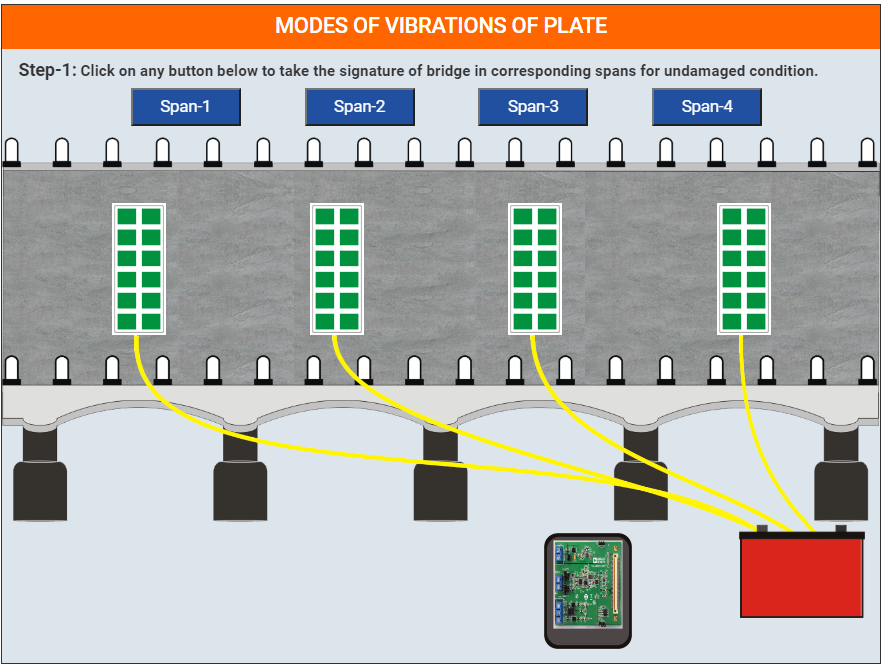 MODES OF VIBRATIONS OF PLATE
Step-1: Click on any button below to take the signature of bridge in corresponding spans for undamaged condition.
Span-1 Span-2 Span-3 Span-4